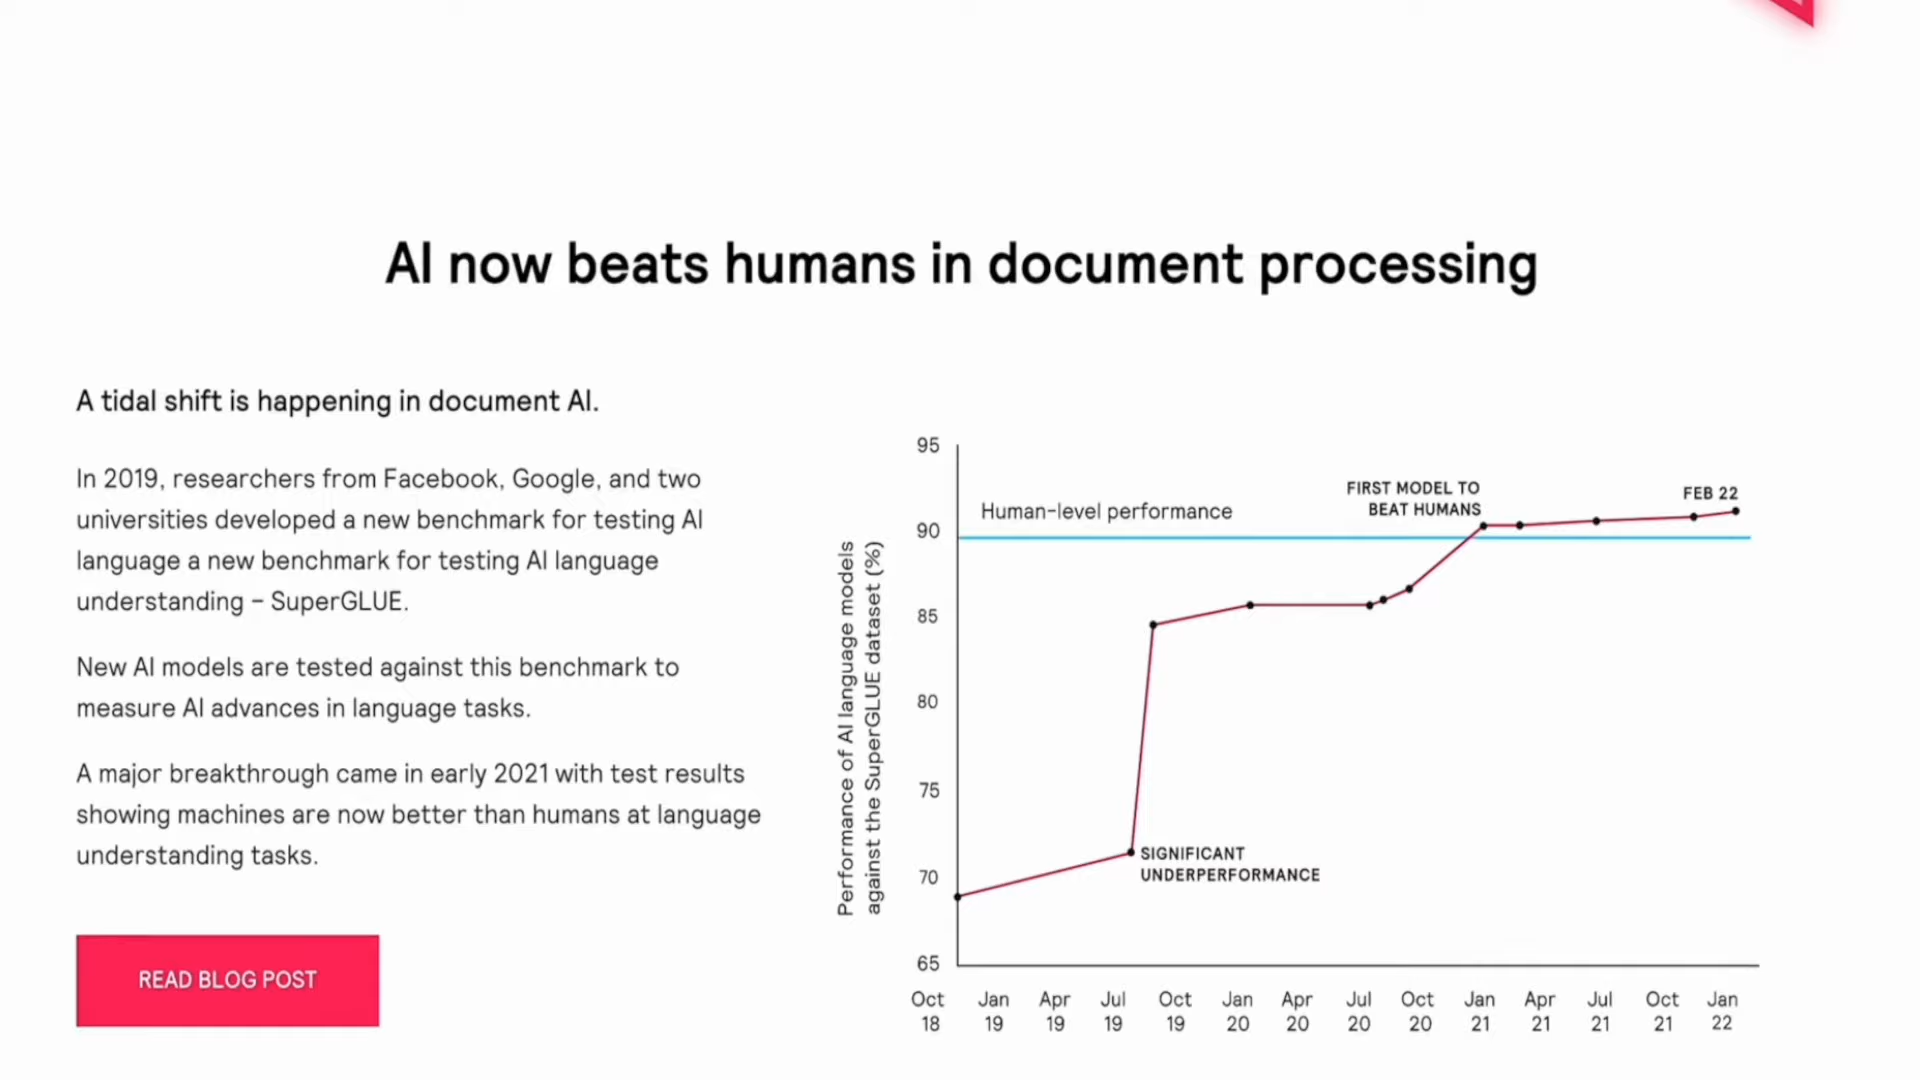 AI now beats humans in document processing
A tidal shift is happening in document AI.
In 2019, researchers from Facebook, Google, and two
universities developed a new benchmark for testing AI
language a new benchmark for testing AI language
understanding – SuperGLUE.
New AI models are tested against this benchmark to
measure AI advances in language tasks.
A major breakthrough came in early 2021 with test results
showing machines are now better than humans at language
understanding tasks.
READ BLOG POST
Performance of AI language models
against the SuperGLUE dataset (%)
95
90
85
80
75
70
65
Human-level performance
FIRST MODEL TO
BEAT HUMANS
FEB 22
SIGNIFICANT
UNDERPERFORMANCE
Oct Jan Apr Jul Oct Jan Apr Jul Oct Jan Apr Jul Oct Jan
18 19 19 19 19 20 20 20 20 21 21 21 21 22